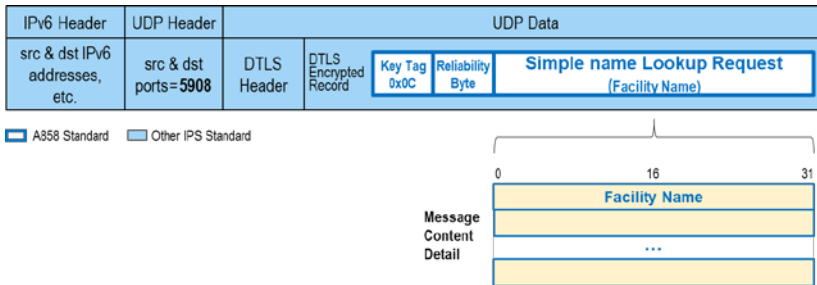 IPv6 Header UDP Header UDP Data
src & dst IPv6
addresses,
etc.
src & dst
ports=5908
DTLS
Header
DTLS
Encrypted
Record
Key Tag
0x0C
Reliability
Byte
Simple name Lookup Request
(Facility Name)
A858 Standard Other IPS Standard
0 16 31
Facility Name
Message
Content
Detail
...